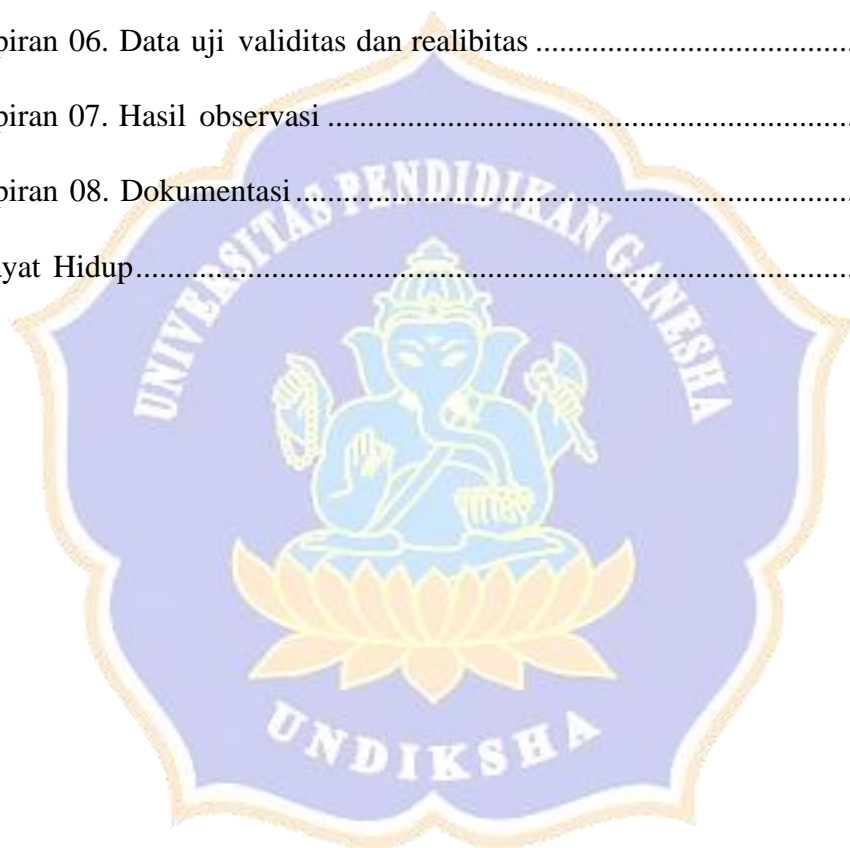 piran 06. Data uji validitas dan realibitas ....................................
piran 07. Hasil observasi ............................................................
piran 08. Dokumentasi................................................................
yat Hidup...................................................................................
UNIVERSITAS PENDIDIKAN GANESHA
UNDIKSHA